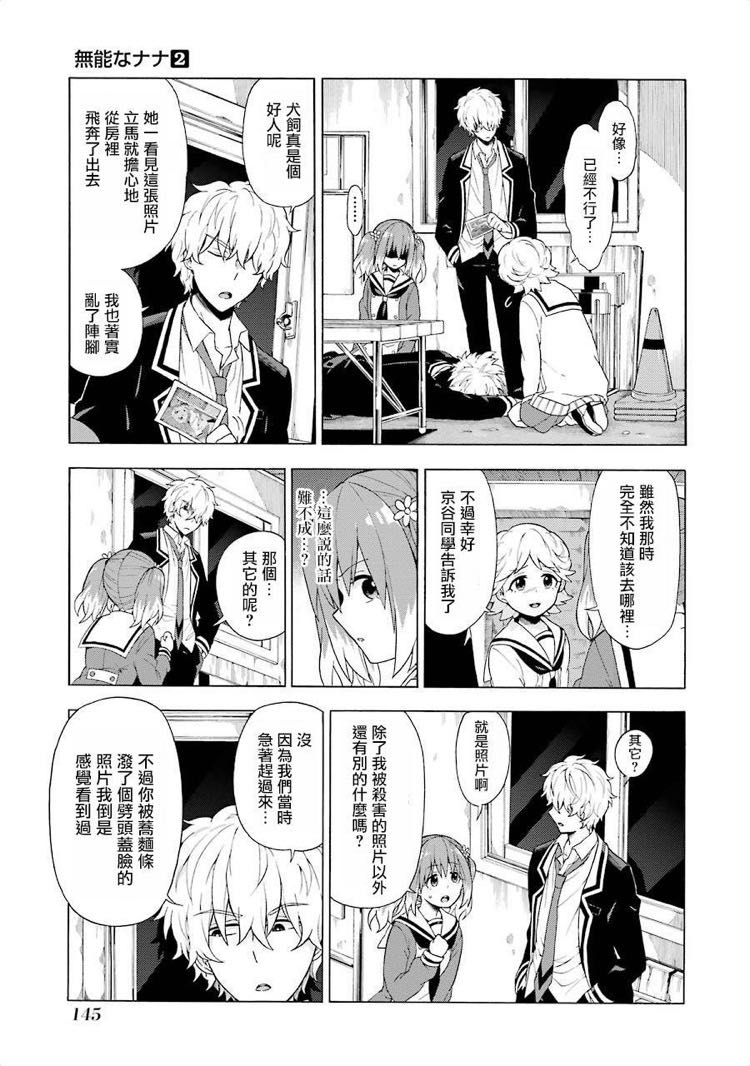 無能なナナ2
好像…
已經不行了…
……
犬飼真是個
好人呢
她一看見這張照片
立馬就擔心地
從房裡
飛奔了出去
我也著實
亂了陣腳
雖然我那時
完全不知道該去哪裡…
不過幸好
京谷同學告訴我了
…這麼說的話
難不成…？
那個…
其它的呢？
其它？
就是照片啊
除了我被殺害的照片以外
還有別的什麼嗎？
沒
因為我們當時
急著趕過來…
不過你被蕎麵條
潑了個劈頭蓋臉的
照片我倒是
感覺看到過
145